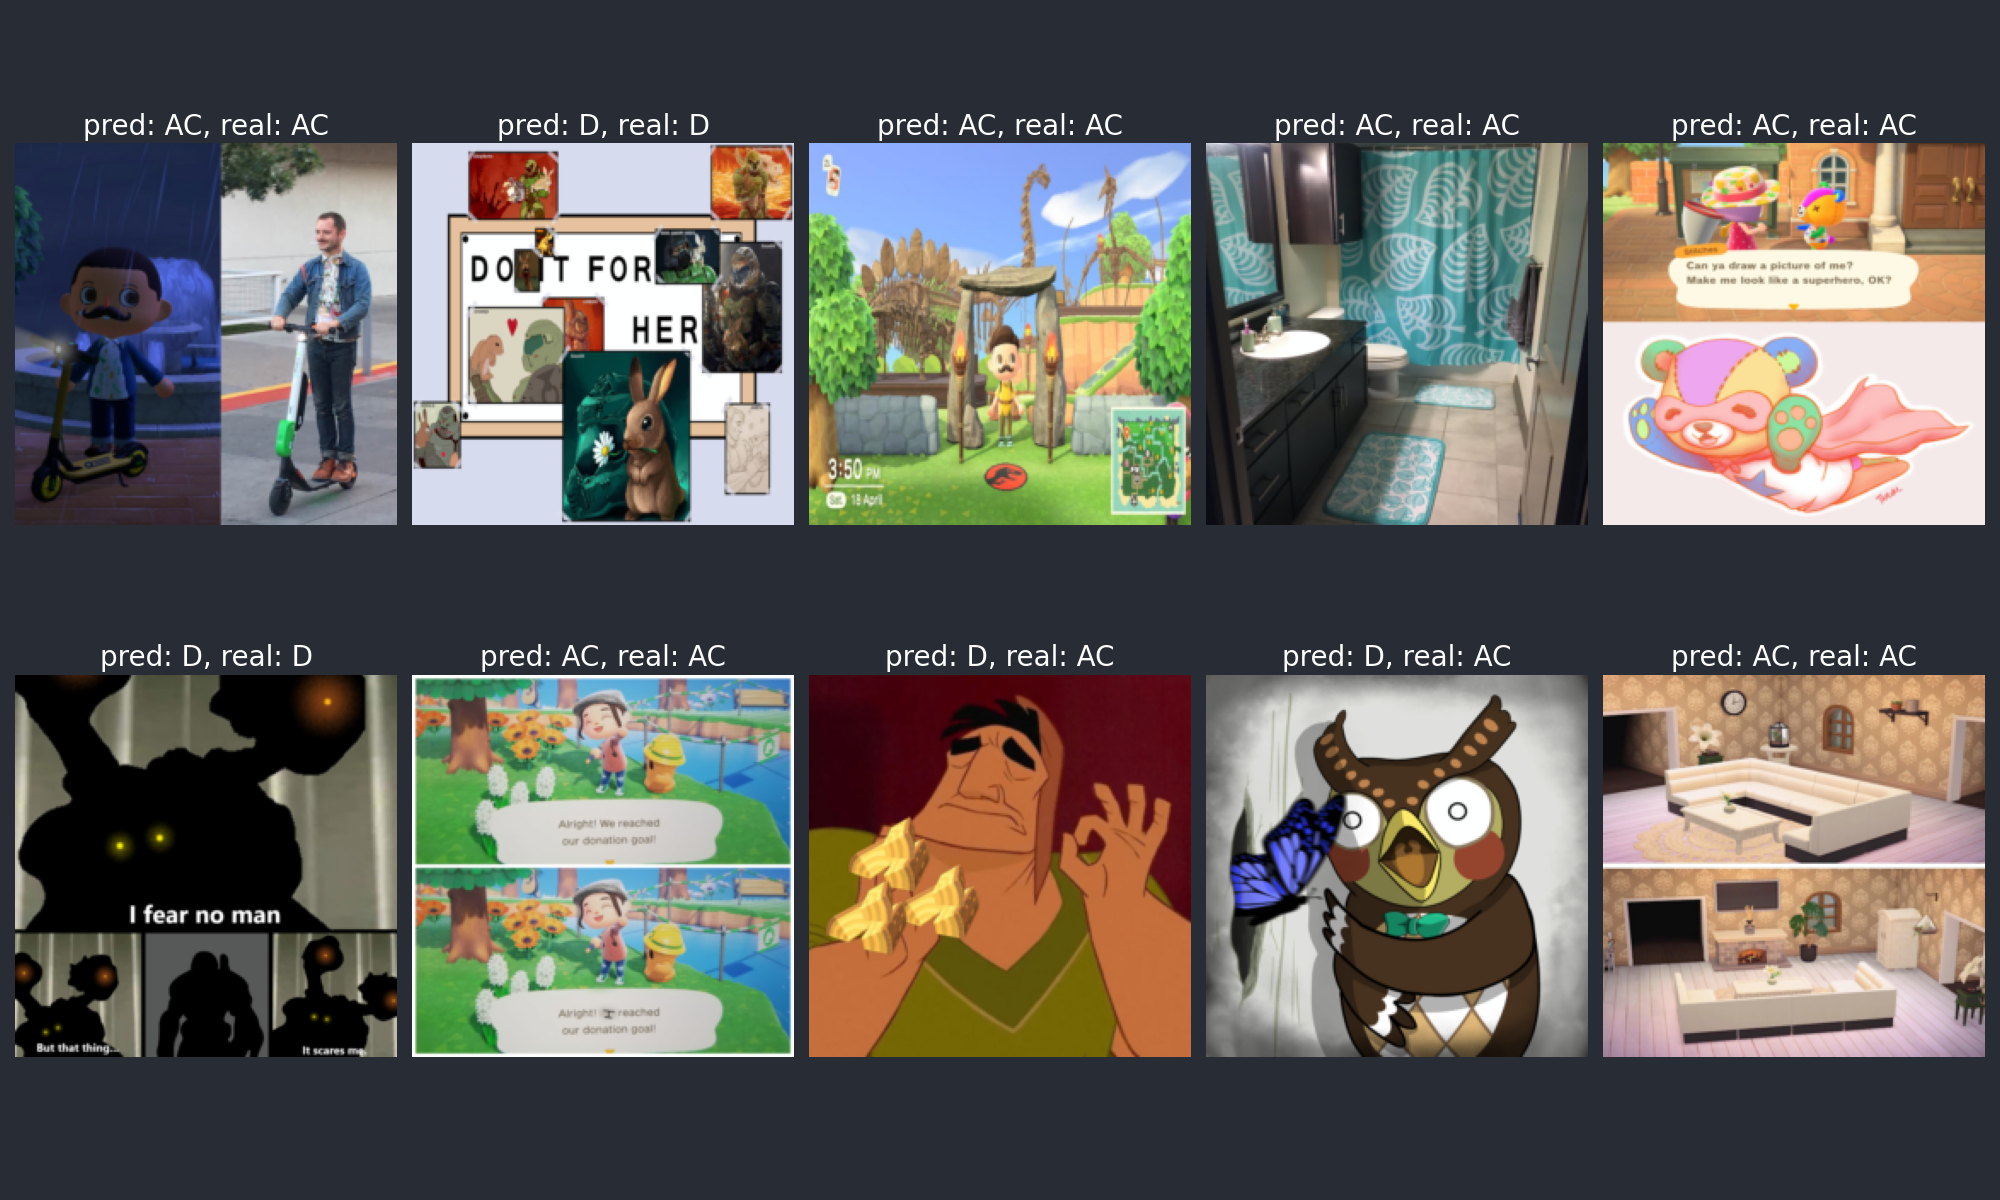 pred: AC, real: AC
pred: D, real: D
pred: AC, real: AC
pred: AC, real: AC
pred: AC, real: AC
DO IT FOR
HER
3:50 PM
Sat. 18 April
Stitches
Can ya draw a picture of me?
Make me look like a superhero, OK?
pred: D, real: D
pred: AC, real: AC
pred: D, real: AC
pred: D, real: AC
pred: AC, real: AC
I fear no man
But that thing...
It scares me.
Alright! We reached
our donation goal!
Alright! I reached
our donation goal!